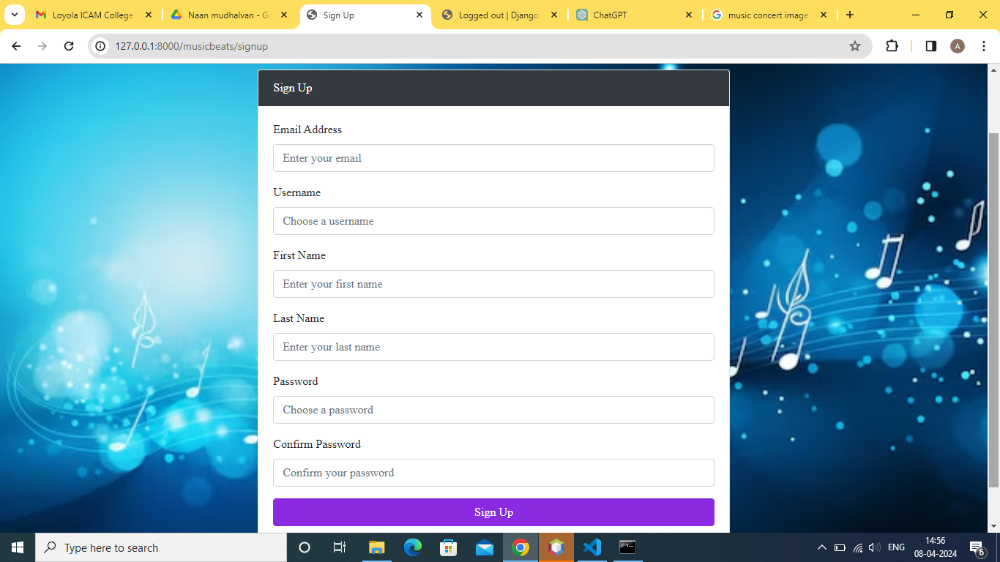 Loyola ICAM College
Naan mudhalvan - Go
Sign Up
Logged out | Django
ChatGPT
music concert image
127.0.0.1:8000/musicbeats/signup
A
Sign Up
Email Address
Enter your email
Username
Choose a username
First Name
Enter your first name
Last Name
Enter your last name
Password
Choose a password
Confirm Password
Confirm your password
Sign Up
Type here to search
ENG
14:56
08-04-2024
6